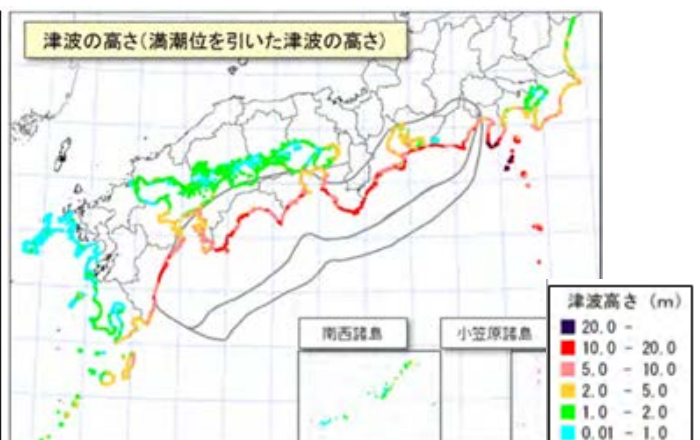 津波の高さ(満潮位を引いた津波の高さ)
南西諸島
小笠原諸島
津波高さ (m)
20.0 -
10.0 - 20.0
5.0 - 10.0
2.0 - 5.0
1.0 - 2.0
0.01 - 1.0